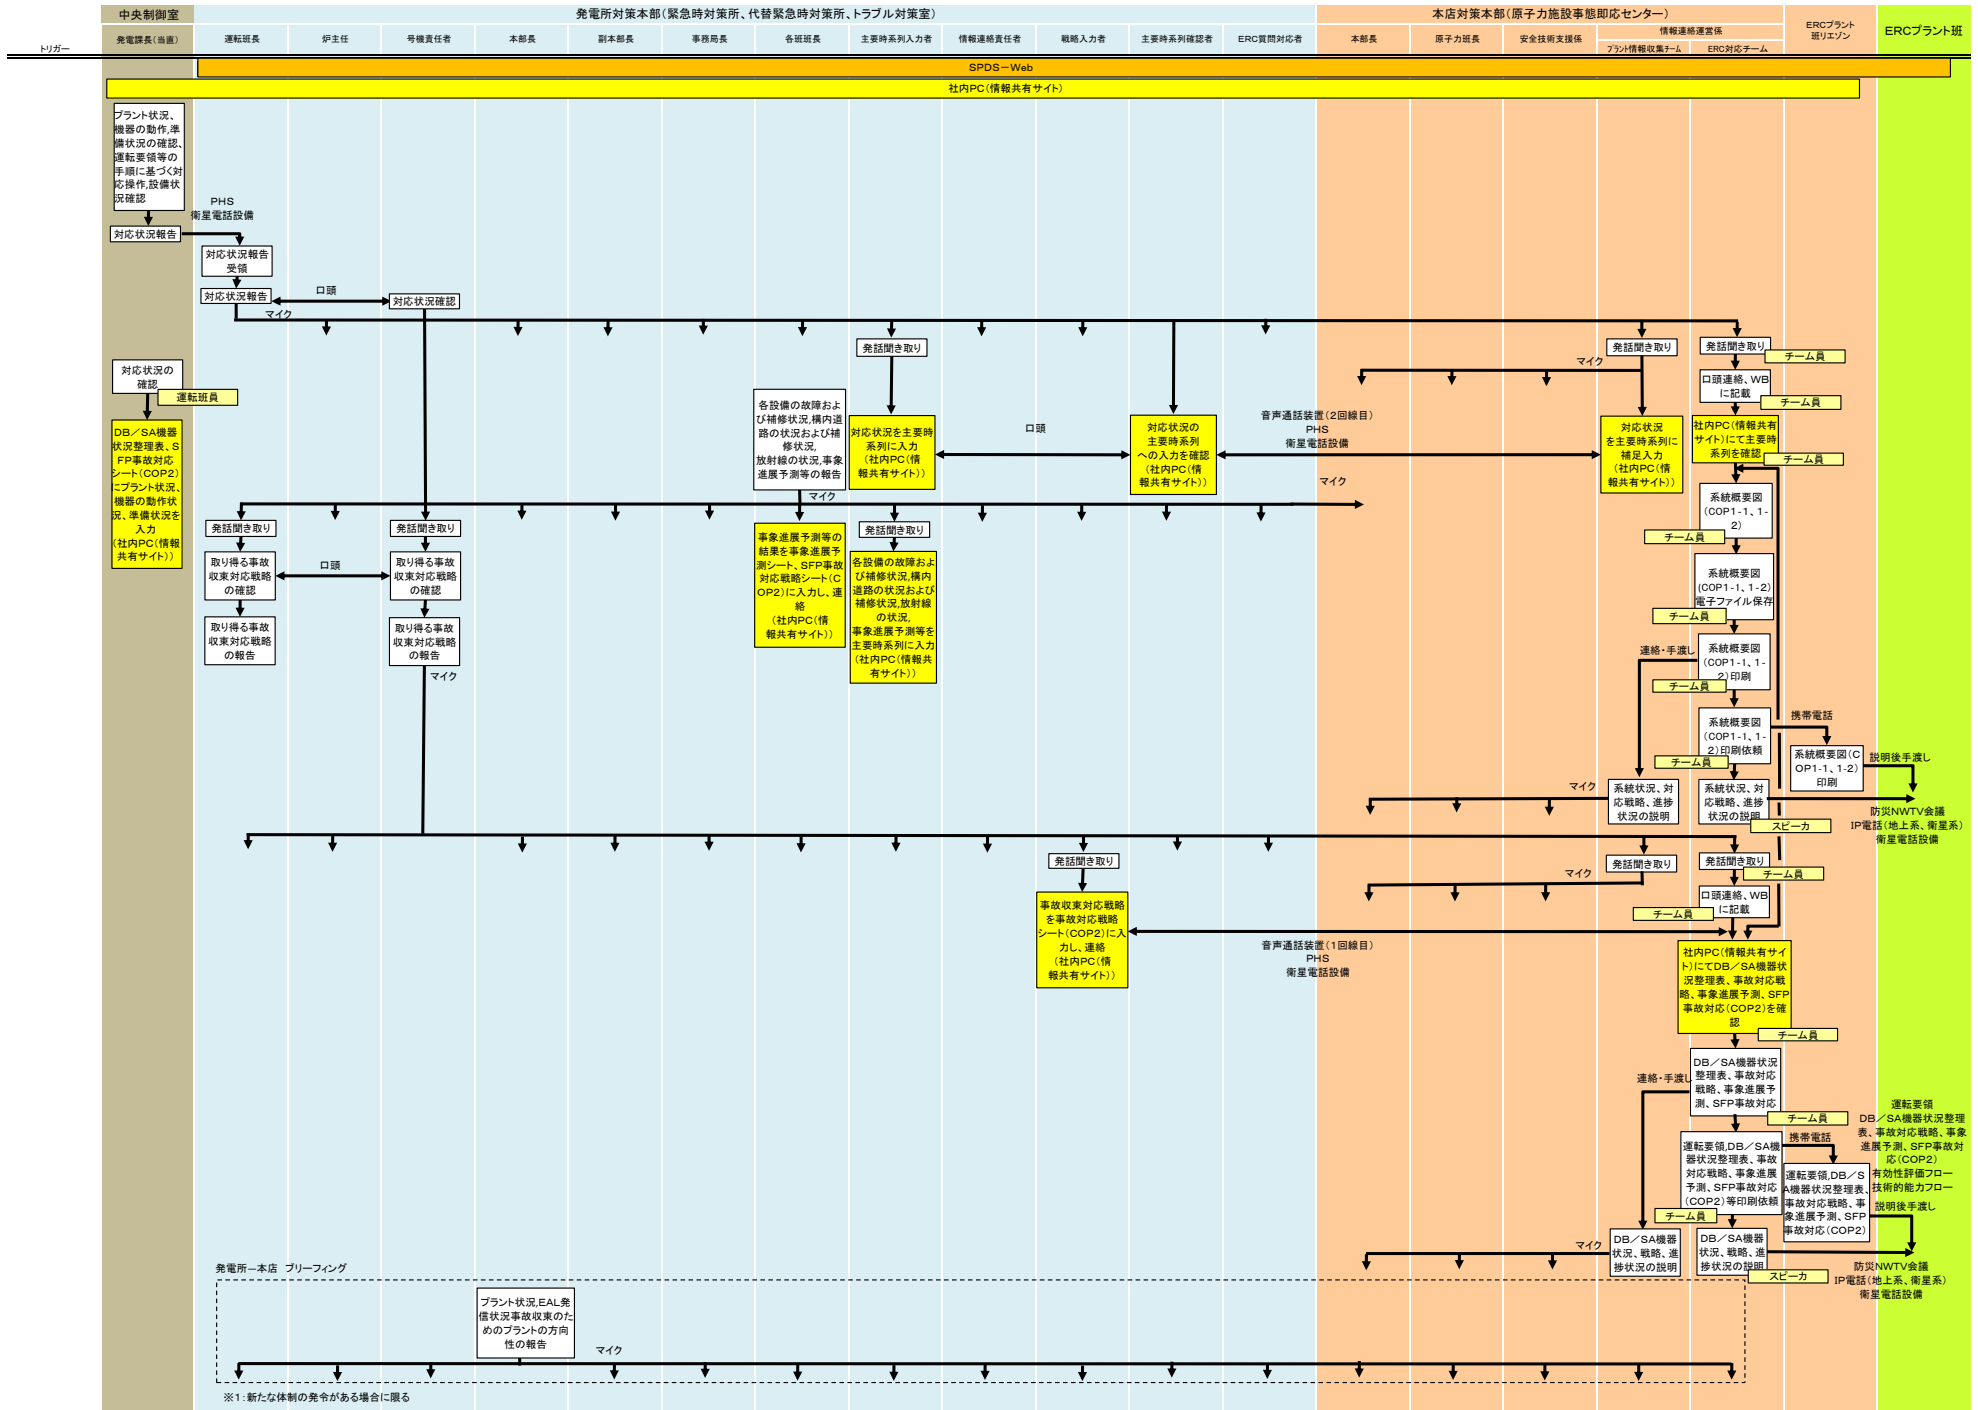 中央制御室
発電所対策本部(緊急時対策所、代替緊急時対策所、トラブル対策室)
本店対策本部(原子力施設事態即応センター)
ERCプラント
班リエゾン
ERCプラント班
トリガー
発電課長(当直)
運転班長
炉主任
号機責任者
本部長
副本部長
事務局長
各班班長
主要時系列入力者
情報連絡責任者
戦略入力者
主要時系列確認者
ERC質問対応者
本部長
原子力班長
安全技術支援係
情報連絡運営係
プラント情報収集チーム
ERC対応チーム
SPDS-Web
社内PC(情報共有サイト)
プラント状況、
機器の動作,準
備状況の確認、
運転要領等の
手順に基づく対
応操作,設備状
況確認
PHS
衛星電話設備
対応状況報告
対応状況報告
受領
対応状況報告
口頭
対応状況確認
マイク
発話聞き取り
発話聞き取り
発話聞き取り
チーム員
対応状況の
確認
運転班員
マイク
口頭連絡、WB
に記載
チーム員
DB/SA機器
状況整理表、S
FP事故対応
シート(COP2)
にプラント状況、
機器の動作状
況、準備状況を
入力
(社内PC(情報
共有サイト))
各設備の故障およ
び補修状況,構内道
路の状況および補
修状況,
放射線の状況,事象
進展予測等の報告
対応状況を主要時
系列に入力
(社内PC(情
報共有サイト))
口頭
対応状況の
主要時系列
への入力を確認
(社内PC(情
報共有サイト))
音声通話装置(2回線目)
PHS
衛星電話設備
対応状況
を主要時系列に
補足入力
(社内PC(情
報共有サイト))
社内PC(情報共有
サイト)にて主要時
系列を確認
チーム員
マイク
マイク
系統概要図
(COP1-1、1-
2)
チーム員
発話聞き取り
発話聞き取り
発話聞き取り
取り得る事故
収束対応戦略
の確認
口頭
取り得る事故
収束対応戦略
の確認
事象進展予測等の
結果を事象進展予
測シート、SFP事故
対応戦略シート(C
OP2)に入力し、連
絡
(社内PC(情
報共有サイト))
各設備の故障およ
び補修状況,構内
道路の状況および
補修状況,放射線
の状況,
事象進展予測等を
主要時系列に入力
(社内PC(情報共
有サイト))
系統概要図
(COP1-1、1-2)
電子ファイル保存
チーム員
取り得る事故
収束対応戦略
の報告
取り得る事故
収束対応戦略
の報告
マイク
連絡・手渡し
系統概要図
(COP1-1、1-
2)印刷
チーム員
系統概要図
(COP1-1、1-
2)印刷依頼
チーム員
携帯電話
系統概要図(C
OP1-1、1-2)
印刷
説明後手渡し
マイク
系統状況、対
応戦略、進捗
状況の説明
系統状況、対
応戦略、進捗
状況の説明
スピーカ
防災NWTV会議
IP電話(地上系、衛星系)
衛星電話設備
発話聞き取り
発話聞き取り
発話聞き取り
チーム員
マイク
口頭連絡、WB
に記載
チーム員
事故収束対応戦略
を事故対応戦略
シート(COP2)に入
力し、連絡
(社内PC(情
報共有サイト))
音声通話装置(1回線目)
PHS
衛星電話設備
社内PC(情報共有サイ
ト)にてDB/SA機器状
況整理表、事故対応戦
略、事象進展予測、SFP
事故対応(COP2)を確
認
チーム員
DB/SA機器状況
整理表、事故対応
戦略、事象進展予
測、SFP事故対応
チーム員
連絡・手渡し
運転要領,DB/SA機
器状況整理表、事故
対応戦略、事象進展
予測、SFP事故対応
(COP2)等印刷依頼
チーム員
携帯電話
運転要領,DB/S
A機器状況整理表、
事故対応戦略、事
象進展予測、SFP
事故対応(COP2)
運転要領
DB/SA機器状況整理
表、事故対応戦略、事象
進展予測、SFP事故対
応(COP2)
有効性評価フロー
技術的能力フロー
説明後手渡し
マイク
DB/SA機器
状況、戦略、進
捗状況の説明
DB/SA機器
状況、戦略、進
捗状況の説明
スピーカ
防災NWTV会議
IP電話(地上系、衛星系)
衛星電話設備
発電所ー本店 ブリーフィング
プラント状況,EAL発
信状況事故収束のた
めのプラントの方向
性の報告
マイク
※1:新たな体制の発令がある場合に限る